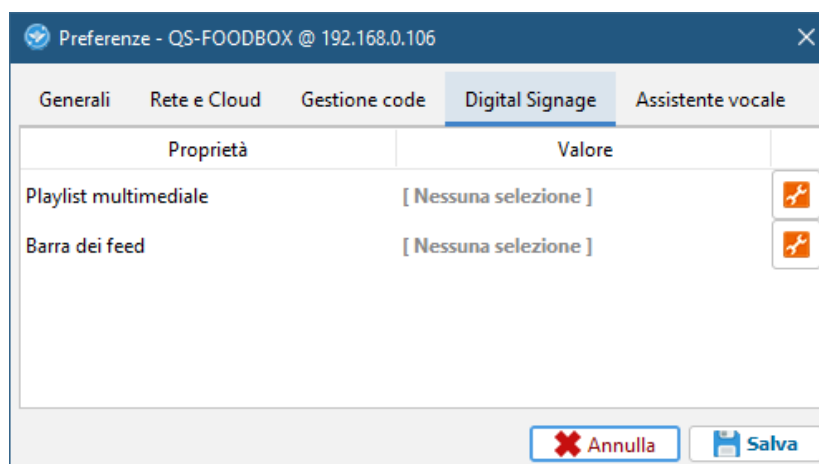 Preferenze - QS-FOODBOX @ 192.168.0.106
Generali Rete e Cloud Gestione code Digital Signage Assistente vocale
Proprietà Valore
Playlist multimediale [ Nessuna selezione ]
Barra dei feed [ Nessuna selezione ]
Annulla Salva